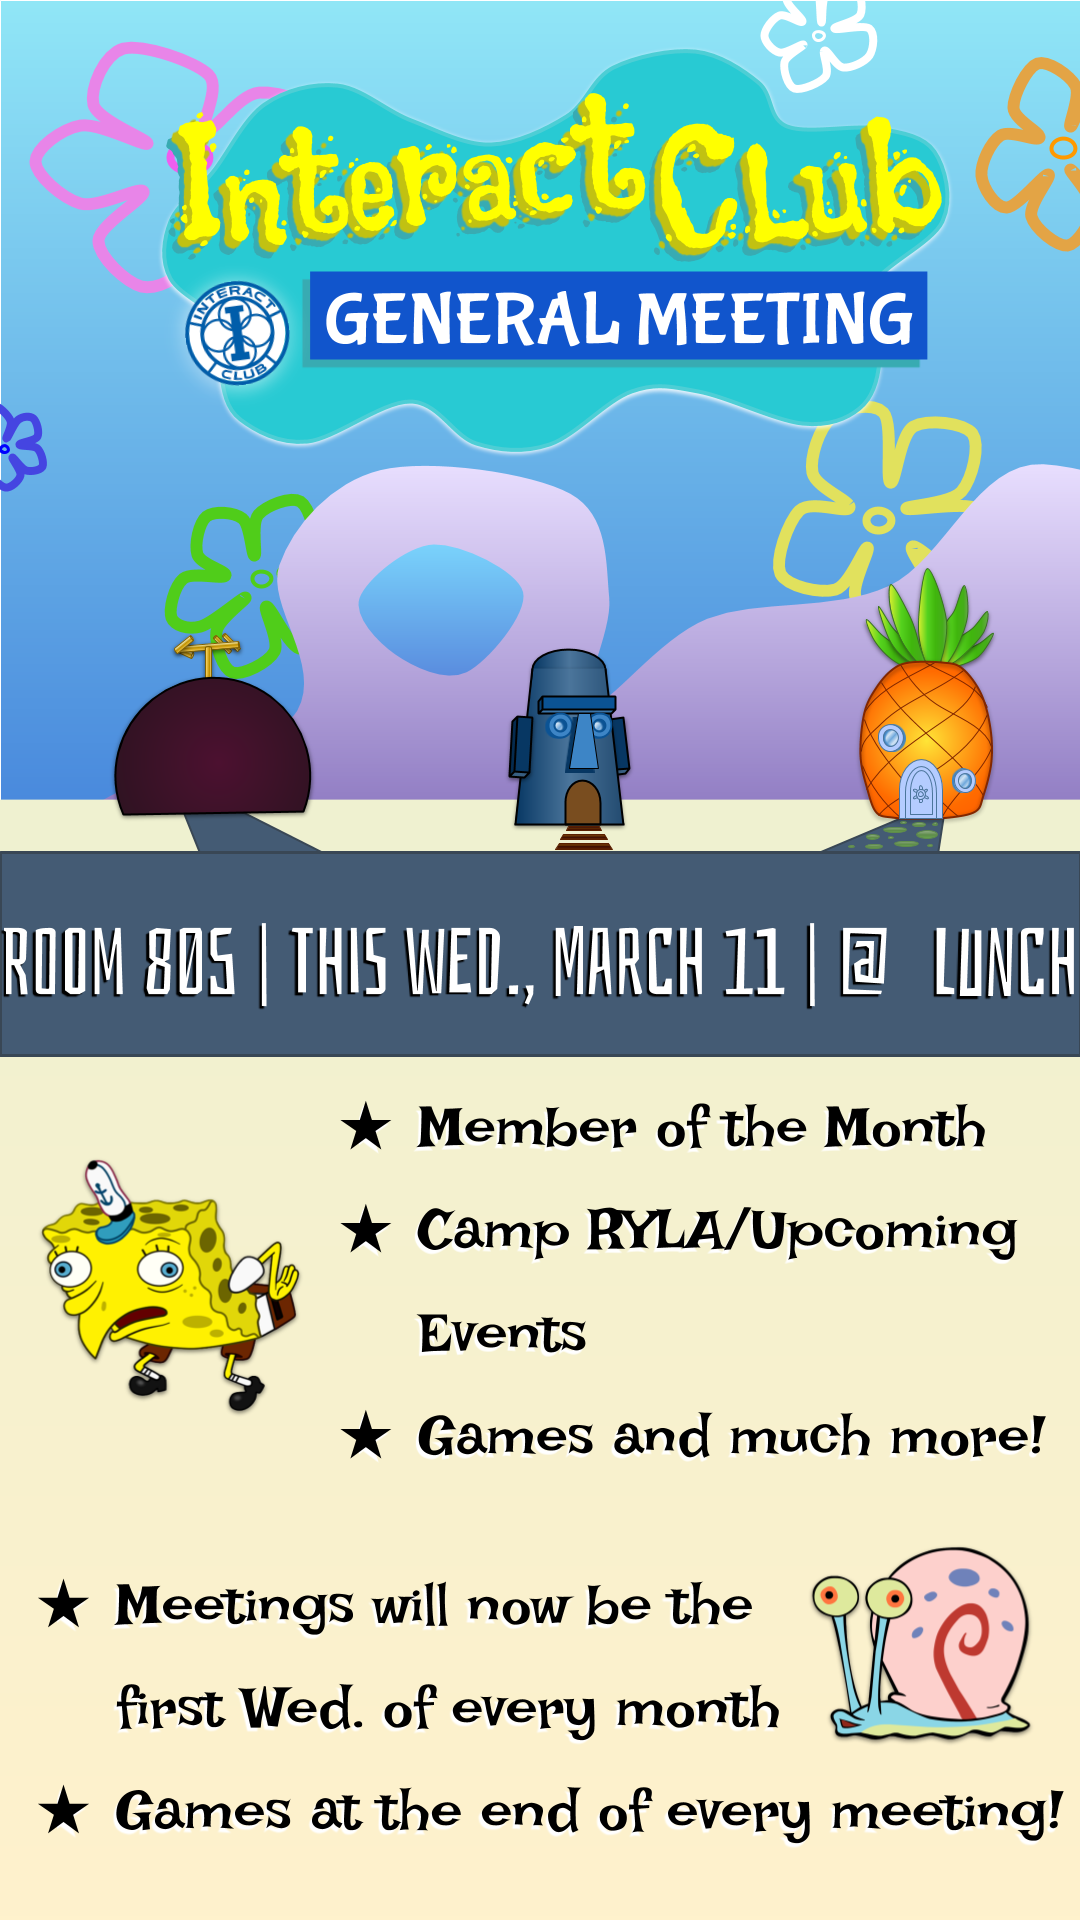 Interact Club
INTERACT
I
CLUB
GENERAL MEETING
ROOM 805 | THIS WED., MARCH 11 | @ LUNCH
★ Member of the Month
★ Camp RYLA/Upcoming
Events
★ Games and much more!
★ Meetings will now be the
first Wed. of every month
★ Games at the end of every meeting!